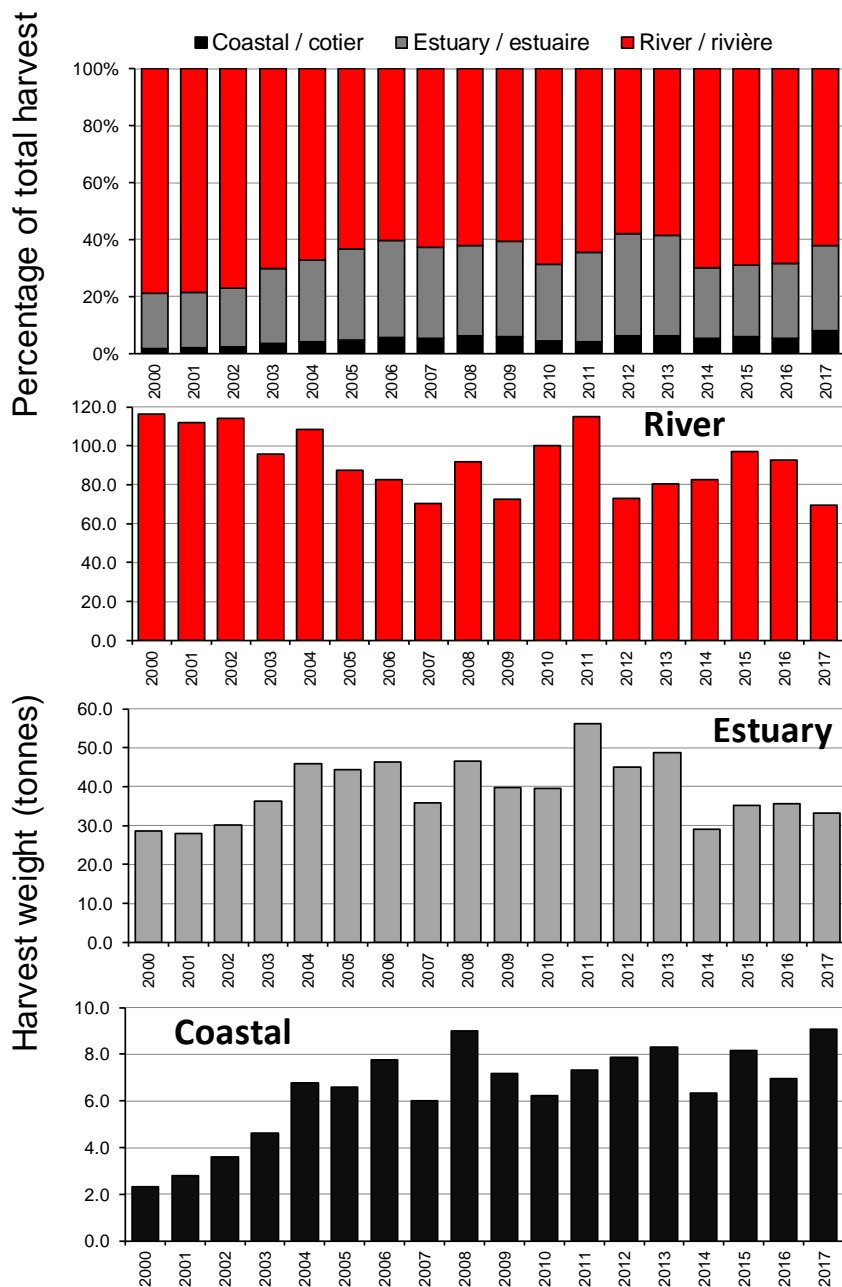 Coastal / cotier Estuary / estuaire River / rivière
Percentage of total harvest
100%
80%
60%
40%
20%
0%
2000 2001 2002 2003 2004 2005 2006 2007 2008 2009 2010 2011 2012 2013 2014 2015 2016 2017
River
120.0
100.0
80.0
60.0
40.0
20.0
0.0
2000 2001 2002 2003 2004 2005 2006 2007 2008 2009 2010 2011 2012 2013 2014 2015 2016 2017
Harvest weight (tonnes)
Estuary
60.0
50.0
40.0
30.0
20.0
10.0
0.0
2000 2001 2002 2003 2004 2005 2006 2007 2008 2009 2010 2011 2012 2013 2014 2015 2016 2017
Coastal
10.0
8.0
6.0
4.0
2.0
0.0
2000 2001 2002 2003 2004 2005 2006 2007 2008 2009 2010 2011 2012 2013 2014 2015 2016 2017